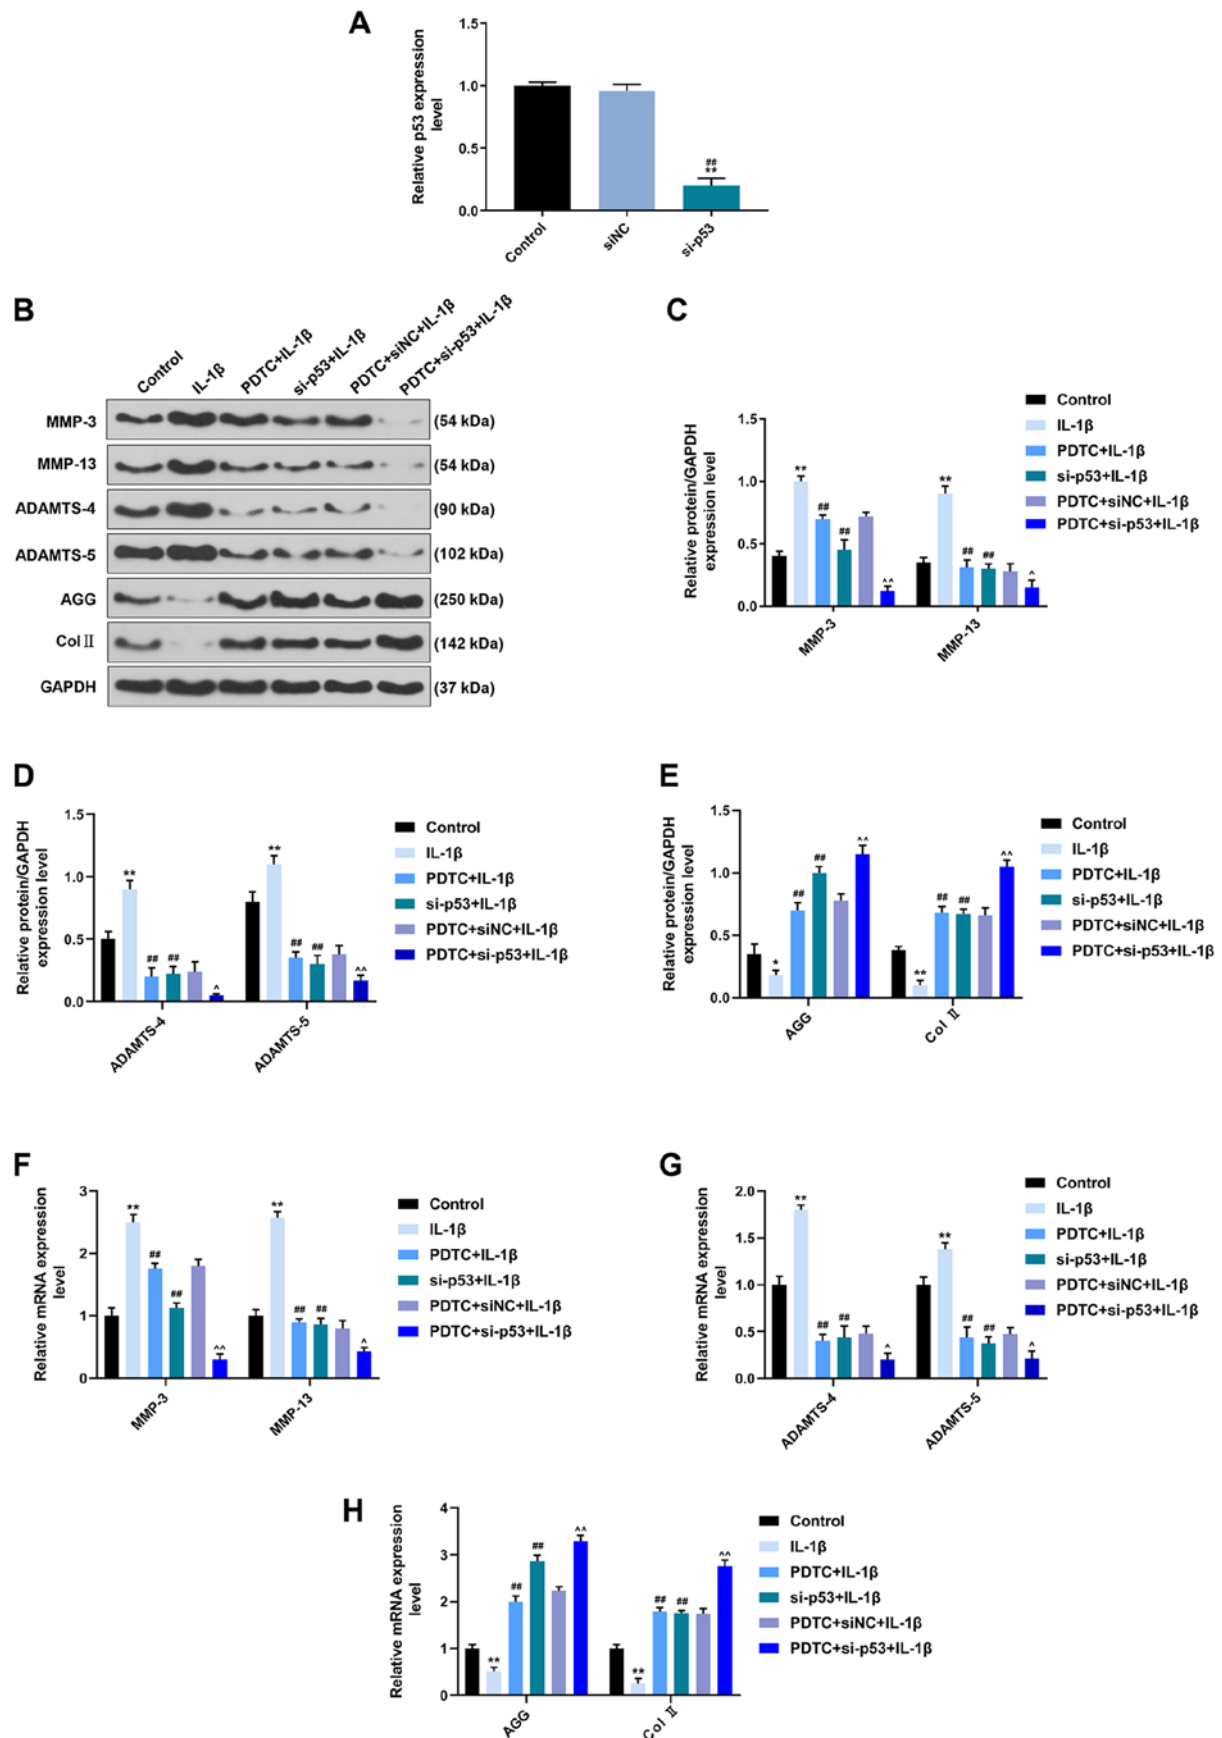 A
Relative p53 expression
level
1.5
1.0
0.5
0.0
##
**
Control
siNC
si-p53
B
Control
IL-1β
PDTC+IL-1β
si-p53+IL-1β
PDTC+siNC+IL-1β
PDTC+si-p53+IL-1β
MMP-3 (54 kDa)
MMP-13 (54 kDa)
ADAMTS-4 (90 kDa)
ADAMTS-5 (102 kDa)
AGG (250 kDa)
Col Ⅱ (142 kDa)
GAPDH (37 kDa)
C
Relative protein/GAPDH
expression level
1.5
1.0
0.5
0.0
** ## ## ^^
** ## ## ^
MMP-3
MMP-13
Control
IL-1β
PDTC+IL-1β
si-p53+IL-1β
PDTC+siNC+IL-1β
PDTC+si-p53+IL-1β
D
Relative protein/GAPDH
expression level
1.5
1.0
0.5
0.0
** ## ## ^
** ## ## ^^
ADAMTS-4
ADAMTS-5
Control
IL-1β
PDTC+IL-1β
si-p53+IL-1β
PDTC+siNC+IL-1β
PDTC+si-p53+IL-1β
E
Relative protein/GAPDH
expression level
1.5
1.0
0.5
0.0
* ## ## ^^
** ## ## ^^
AGG
Col Ⅱ
Control
IL-1β
PDTC+IL-1β
si-p53+IL-1β
PDTC+siNC+IL-1β
PDTC+si-p53+IL-1β
F
Relative mRNA expression
level
3
2
1
0
** ## ## ^^
** ## ## ^
MMP-3
MMP-13
Control
IL-1β
PDTC+IL-1β
si-p53+IL-1β
PDTC+siNC+IL-1β
PDTC+si-p53+IL-1β
G
Relative mRNA expression
level
2.0
1.5
1.0
0.5
0.0
** ## ## ^
** ## ## ^
ADAMTS-4
ADAMTS-5
Control
IL-1β
PDTC+IL-1β
si-p53+IL-1β
PDTC+siNC+IL-1β
PDTC+si-p53+IL-1β
H
Relative mRNA expression
level
4
3
2
1
0
** ## ## ^^
** ## ## ^^
AGG
Col Ⅱ
Control
IL-1β
PDTC+IL-1β
si-p53+IL-1β
PDTC+siNC+IL-1β
PDTC+si-p53+IL-1β